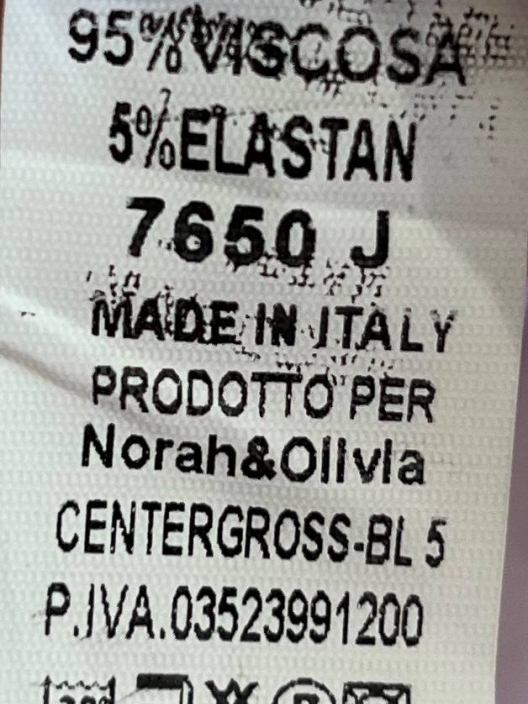 95%VISCOSA
5%ELASTAN
7650 J
MADE IN ITALY
PRODOTTO PER
Norah&Olivia
CENTERGROSS-BL 5
P.IVA.03523991200